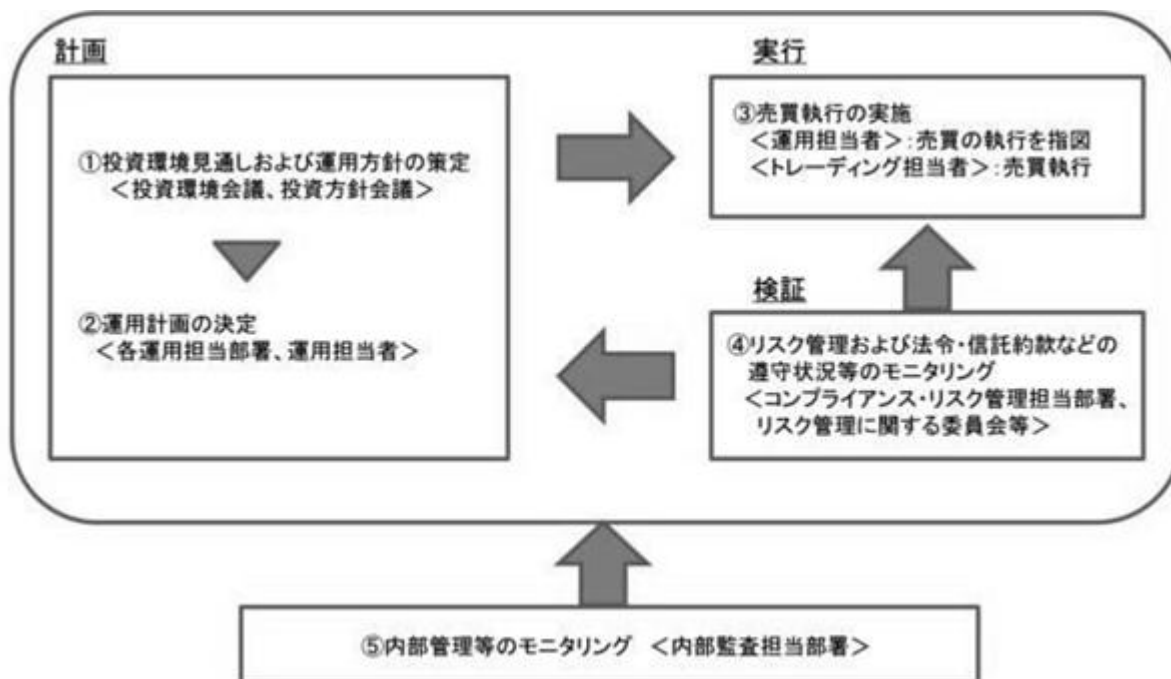 計画
①投資環境見通しおよび運用方針の策定
＜投資環境会議、投資方針会議＞
②運用計画の決定
＜各運用担当部署、運用担当者＞
実行
③売買執行の実施
＜運用担当者＞：売買の執行を指図
＜トレーディング担当者＞：売買執行
検証
④リスク管理および法令・信託約款などの
遵守状況等のモニタリング
＜コンプライアンス・リスク管理担当部署、
リスク管理に関する委員会等＞
⑤内部管理等のモニタリング ＜内部監査担当部署＞